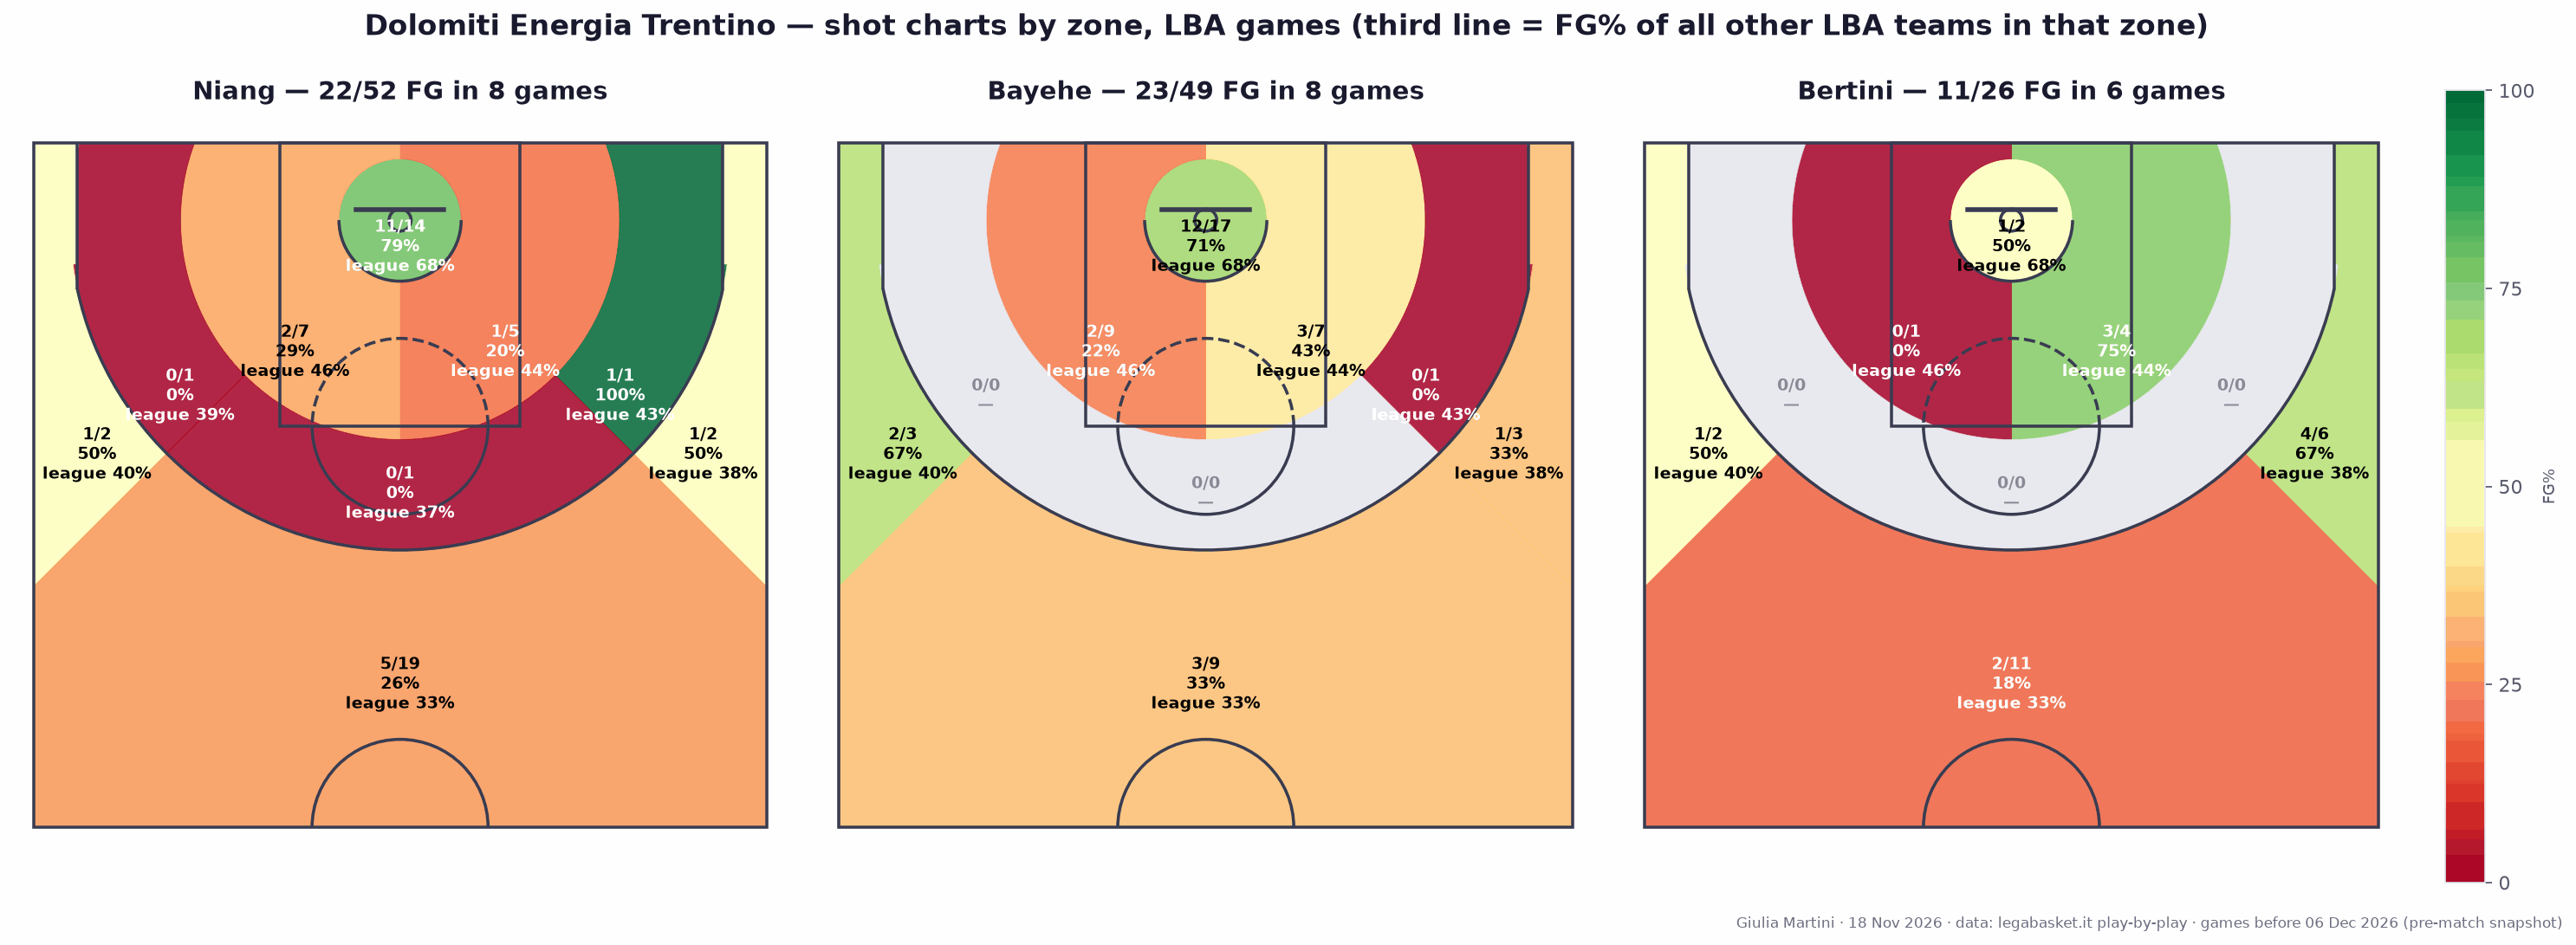 Dolomiti Energia Trentino — shot charts by zone, LBA games (third line = FG% of all other LBA teams in that zone)
Niang — 22/52 FG in 8 games
11/14
79%
league 68%
2/7
29%
league 46%
1/5
20%
league 44%
0/1
0%
league 39%
1/1
100%
league 43%
1/2
50%
league 40%
1/2
50%
league 38%
0/1
0%
league 37%
5/19
26%
league 33%
Bayehe — 23/49 FG in 8 games
12/17
71%
league 68%
2/9
22%
league 46%
3/7
43%
league 44%
0/0
—
0/1
0%
league 43%
2/3
67%
league 40%
1/3
33%
league 38%
0/0
—
3/9
33%
league 33%
Bertini — 11/26 FG in 6 games
1/2
50%
league 68%
0/1
0%
league 46%
3/4
75%
league 44%
0/0
—
0/0
—
1/2
50%
league 40%
4/6
67%
league 38%
0/0
—
2/11
18%
league 33%
100
75
50
25
0
FG%
Giulia Martini · 18 Nov 2026 · data: legabasket.it play-by-play · games before 06 Dec 2026 (pre-match snapshot)